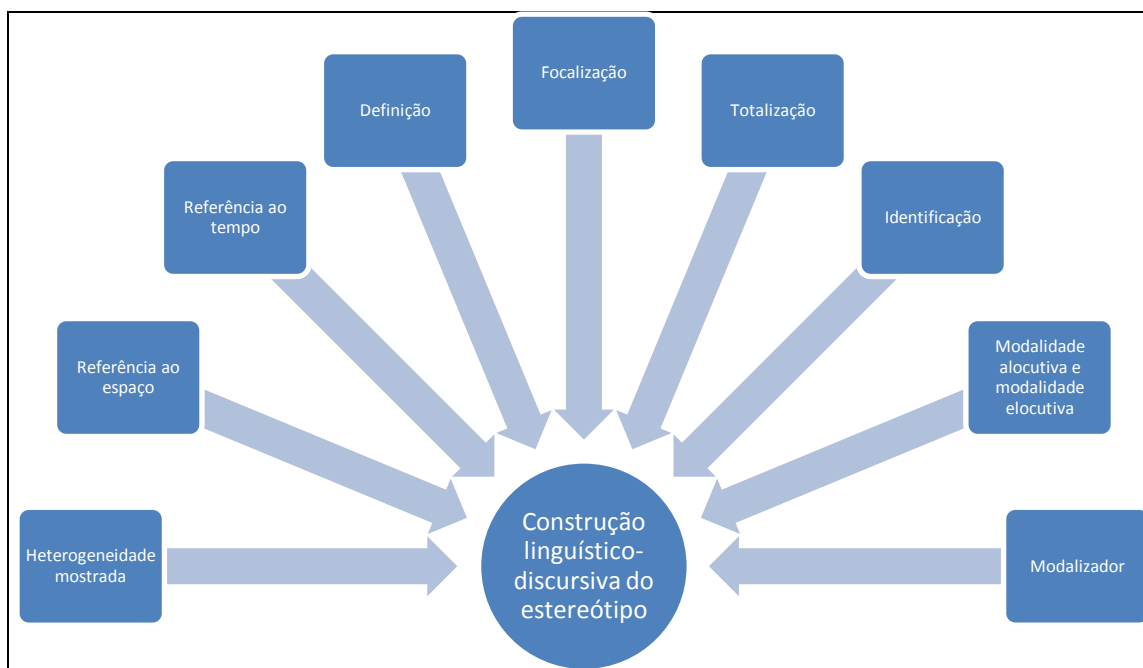 Focalização
Definição
Totalização
Referência ao
tempo
Identificação
Referência ao
espaço
Modalidade
alocutiva e
modalidade
elocutiva
Heterogeneidade
mostrada
Construção
linguístico-
discursiva do
estereótipo
Modalizador